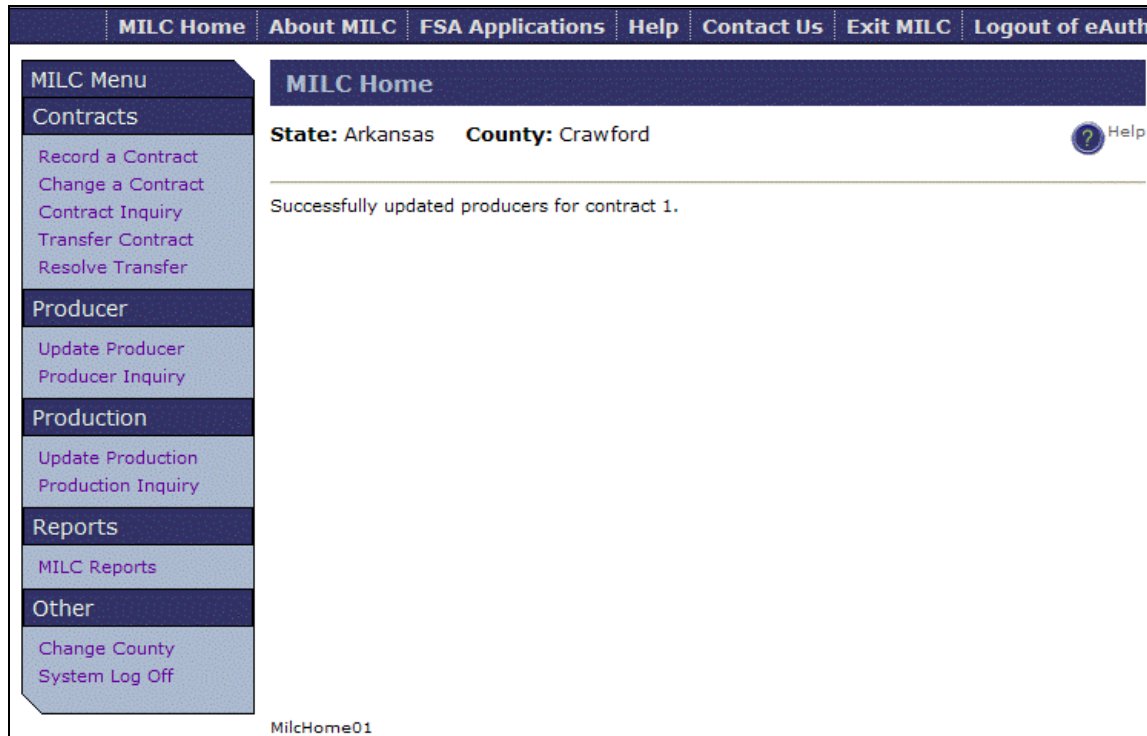 MILC Home About MILC FSA Applications Help Contact Us Exit MILC Logout of eAuth
MILC Menu
Contracts
Record a Contract
Change a Contract
Contract Inquiry
Transfer Contract
Resolve Transfer
Producer
Update Producer
Producer Inquiry
Production
Update Production
Production Inquiry
Reports
MILC Reports
Other
Change County
System Log Off
MILC Home
State: Arkansas County: Crawford
? Help
Successfully updated producers for contract 1.
MilcHome01